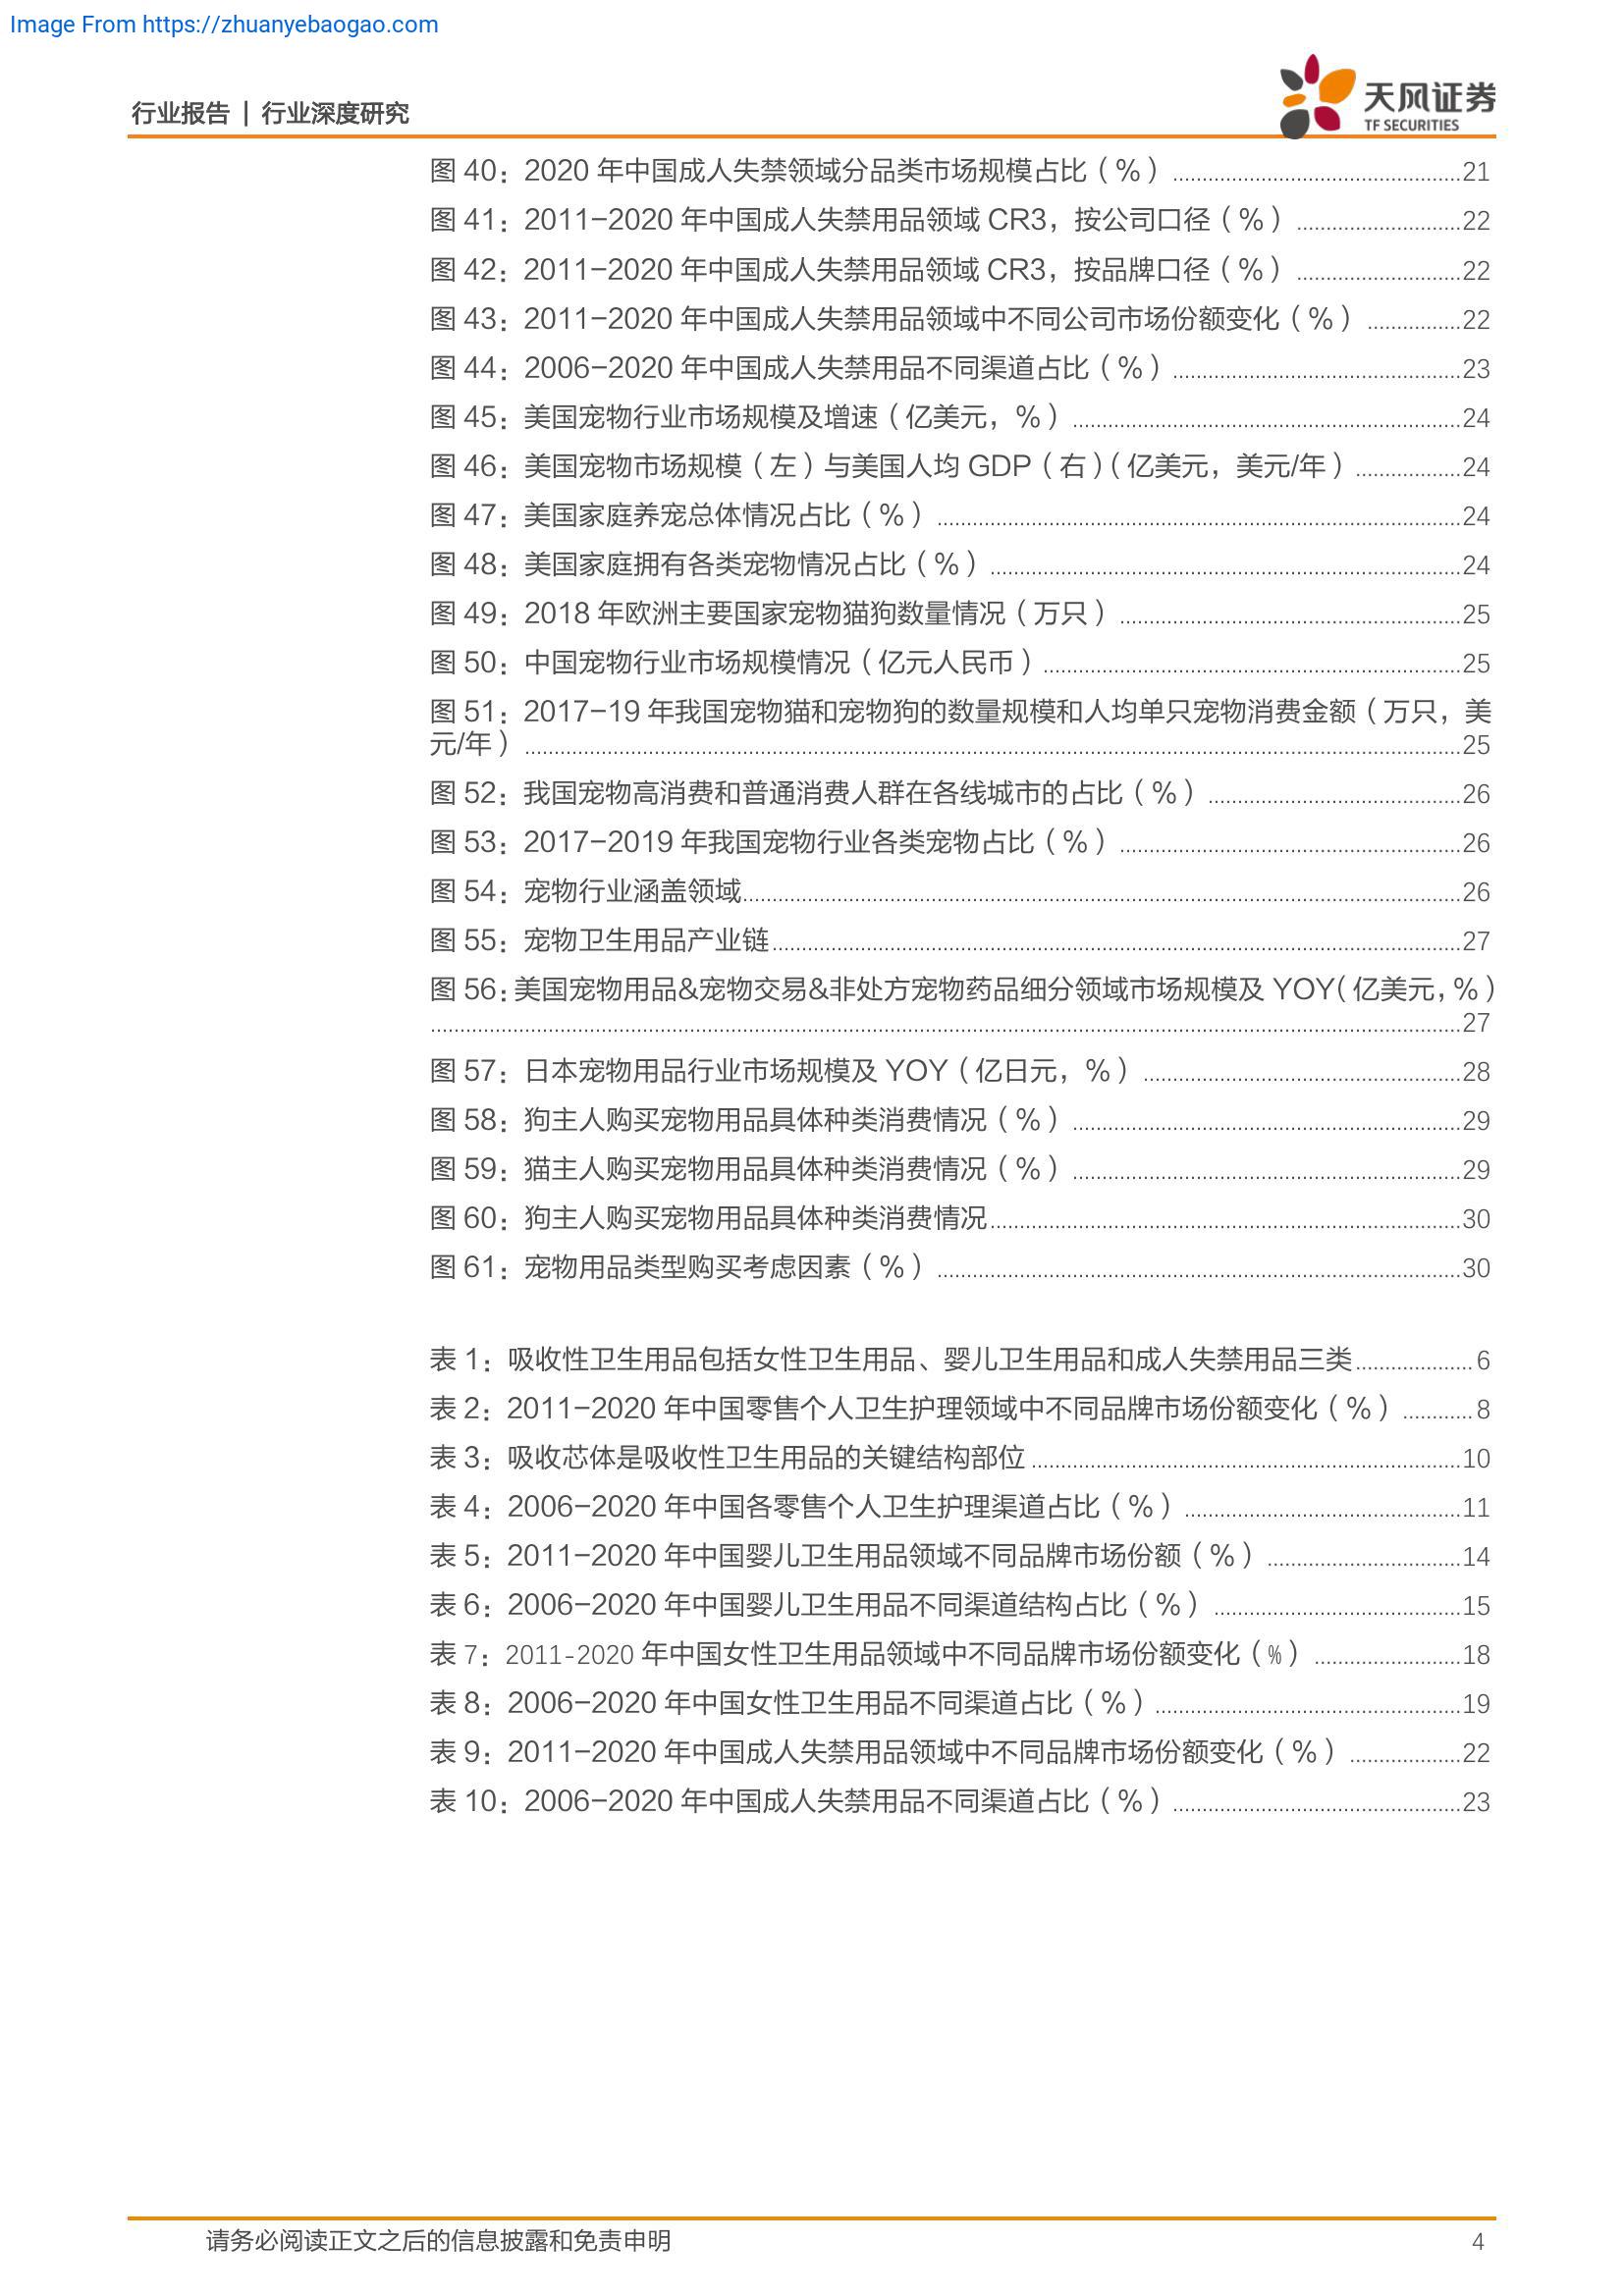 Image From https://zhuanyebaogao.com
天风证券
TF SECURITIES
行业报告 | 行业深度研究
图 40：2020 年中国成人失禁领域分品类市场规模占比（%）................21
图 41：2011-2020 年中国成人失禁用品领域 CR3，按公司口径（%）................22
图 42：2011-2020 年中国成人失禁用品领域 CR3，按品牌口径（%）................22
图 43：2011-2020 年中国成人失禁用品领域中不同公司市场份额变化（%）................22
图 44：2006-2020 年中国成人失禁用品不同渠道占比（%）................23
图 45：美国宠物行业市场规模及增速（亿美元，%）................24
图 46：美国宠物市场规模（左）与美国人均 GDP（右）（亿美元，美元/年）................24
图 47：美国家庭养宠总体情况占比（%）................24
图 48：美国家庭拥有各类宠物情况占比（%）................24
图 49：2018 年欧洲主要国家宠物猫狗数量情况（万只）................25
图 50：中国宠物行业市场规模情况（亿元人民币）................25
图 51：2017-19 年我国宠物猫和宠物狗的数量规模和人均单只宠物消费金额（万只，美
元/年）................25
图 52：我国宠物高消费和普通消费人群在各线城市的占比（%）................26
图 53：2017-2019 年我国宠物行业各类宠物占比（%）................26
图 54：宠物行业涵盖领域................26
图 55：宠物卫生用品产业链................27
图 56：美国宠物用品&宠物交易&非处方宠物药品细分领域市场规模及 YOY（亿美元，%）
................27
图 57：日本宠物用品行业市场规模及 YOY（亿日元，%）................28
图 58：狗主人购买宠物用品具体种类消费情况（%）................29
图 59：猫主人购买宠物用品具体种类消费情况（%）................29
图 60：狗主人购买宠物用品具体种类消费情况................30
图 61：宠物用品类型购买考虑因素（%）................30
表 1：吸收性卫生用品包括女性卫生用品、婴儿卫生用品和成人失禁用品三类................6
表 2：2011-2020 年中国零售个人卫生护理领域中不同品牌市场份额变化（%）................8
表 3：吸收芯体是吸收性卫生用品的关键结构部位................10
表 4：2006-2020 年中国各零售个人卫生护理渠道占比（%）................11
表 5：2011-2020 年中国婴儿卫生用品领域不同品牌市场份额（%）................14
表 6：2006-2020 年中国婴儿卫生用品不同渠道结构占比（%）................15
表 7：2011-2020 年中国女性卫生用品领域中不同品牌市场份额变化（%）................18
表 8：2006-2020 年中国女性卫生用品不同渠道占比（%）................19
表 9：2011-2020 年中国成人失禁用品领域中不同品牌市场份额变化（%）................22
表 10：2006-2020 年中国成人失禁用品不同渠道占比（%）................23
请务必阅读正文之后的信息披露和免责申明
4